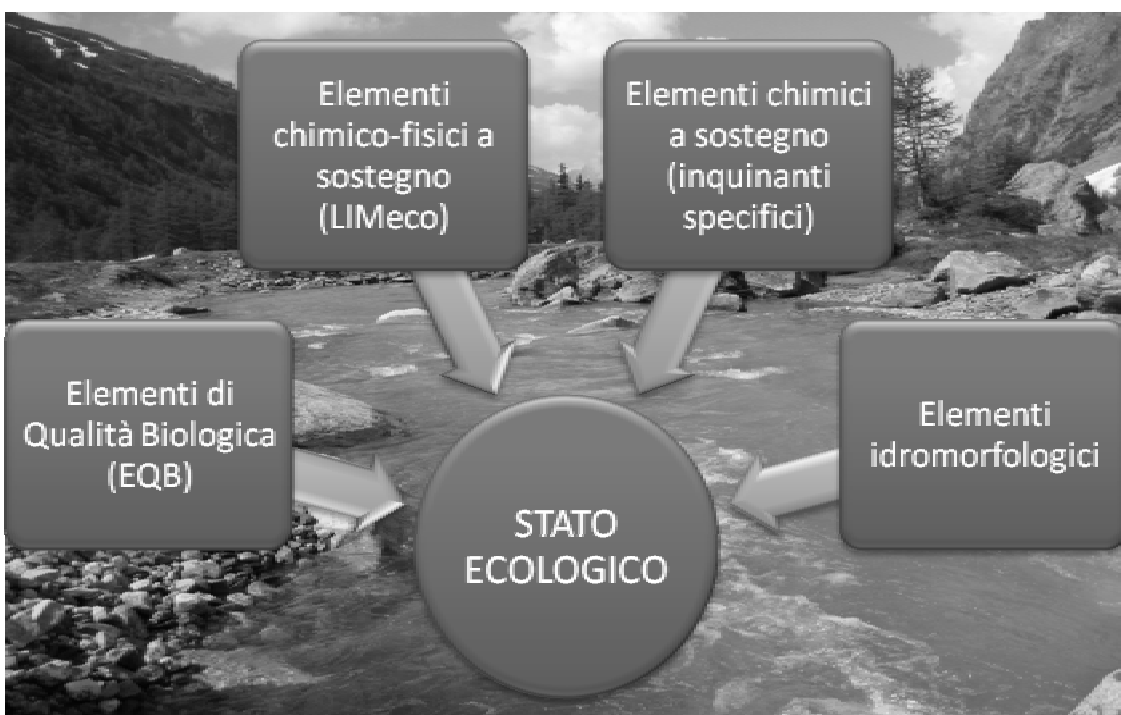 Elementi
chimico-fisici a
sostegno
(LIMeco)
Elementi chimici
a sostegno
(inquinanti
specifici)
Elementi di
Qualità Biologica
(EQB)
Elementi
idromorfologici
STATO
ECOLOGICO